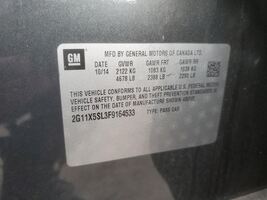 GM
MFD BY GENERAL MOTORS OF CANADA LTD.
DATE GVWR GAWR FRT GAWR RR
10/14 2122 KG 1083 KG 1039 KG
4678 LB 2388 LB 2290 LB
THIS VEHICLE CONFORMS TO ALL APPLICABLE U.S. FEDERAL
VEHICLE SAFETY, BUMPER, AND THEFT PREVENTION STANDARDS
IN EFFECT ON THE DATE OF MANUFACTURE SHOWN ABOVE.
2G11X5SL3F9164533 TYPE: PASS CAR